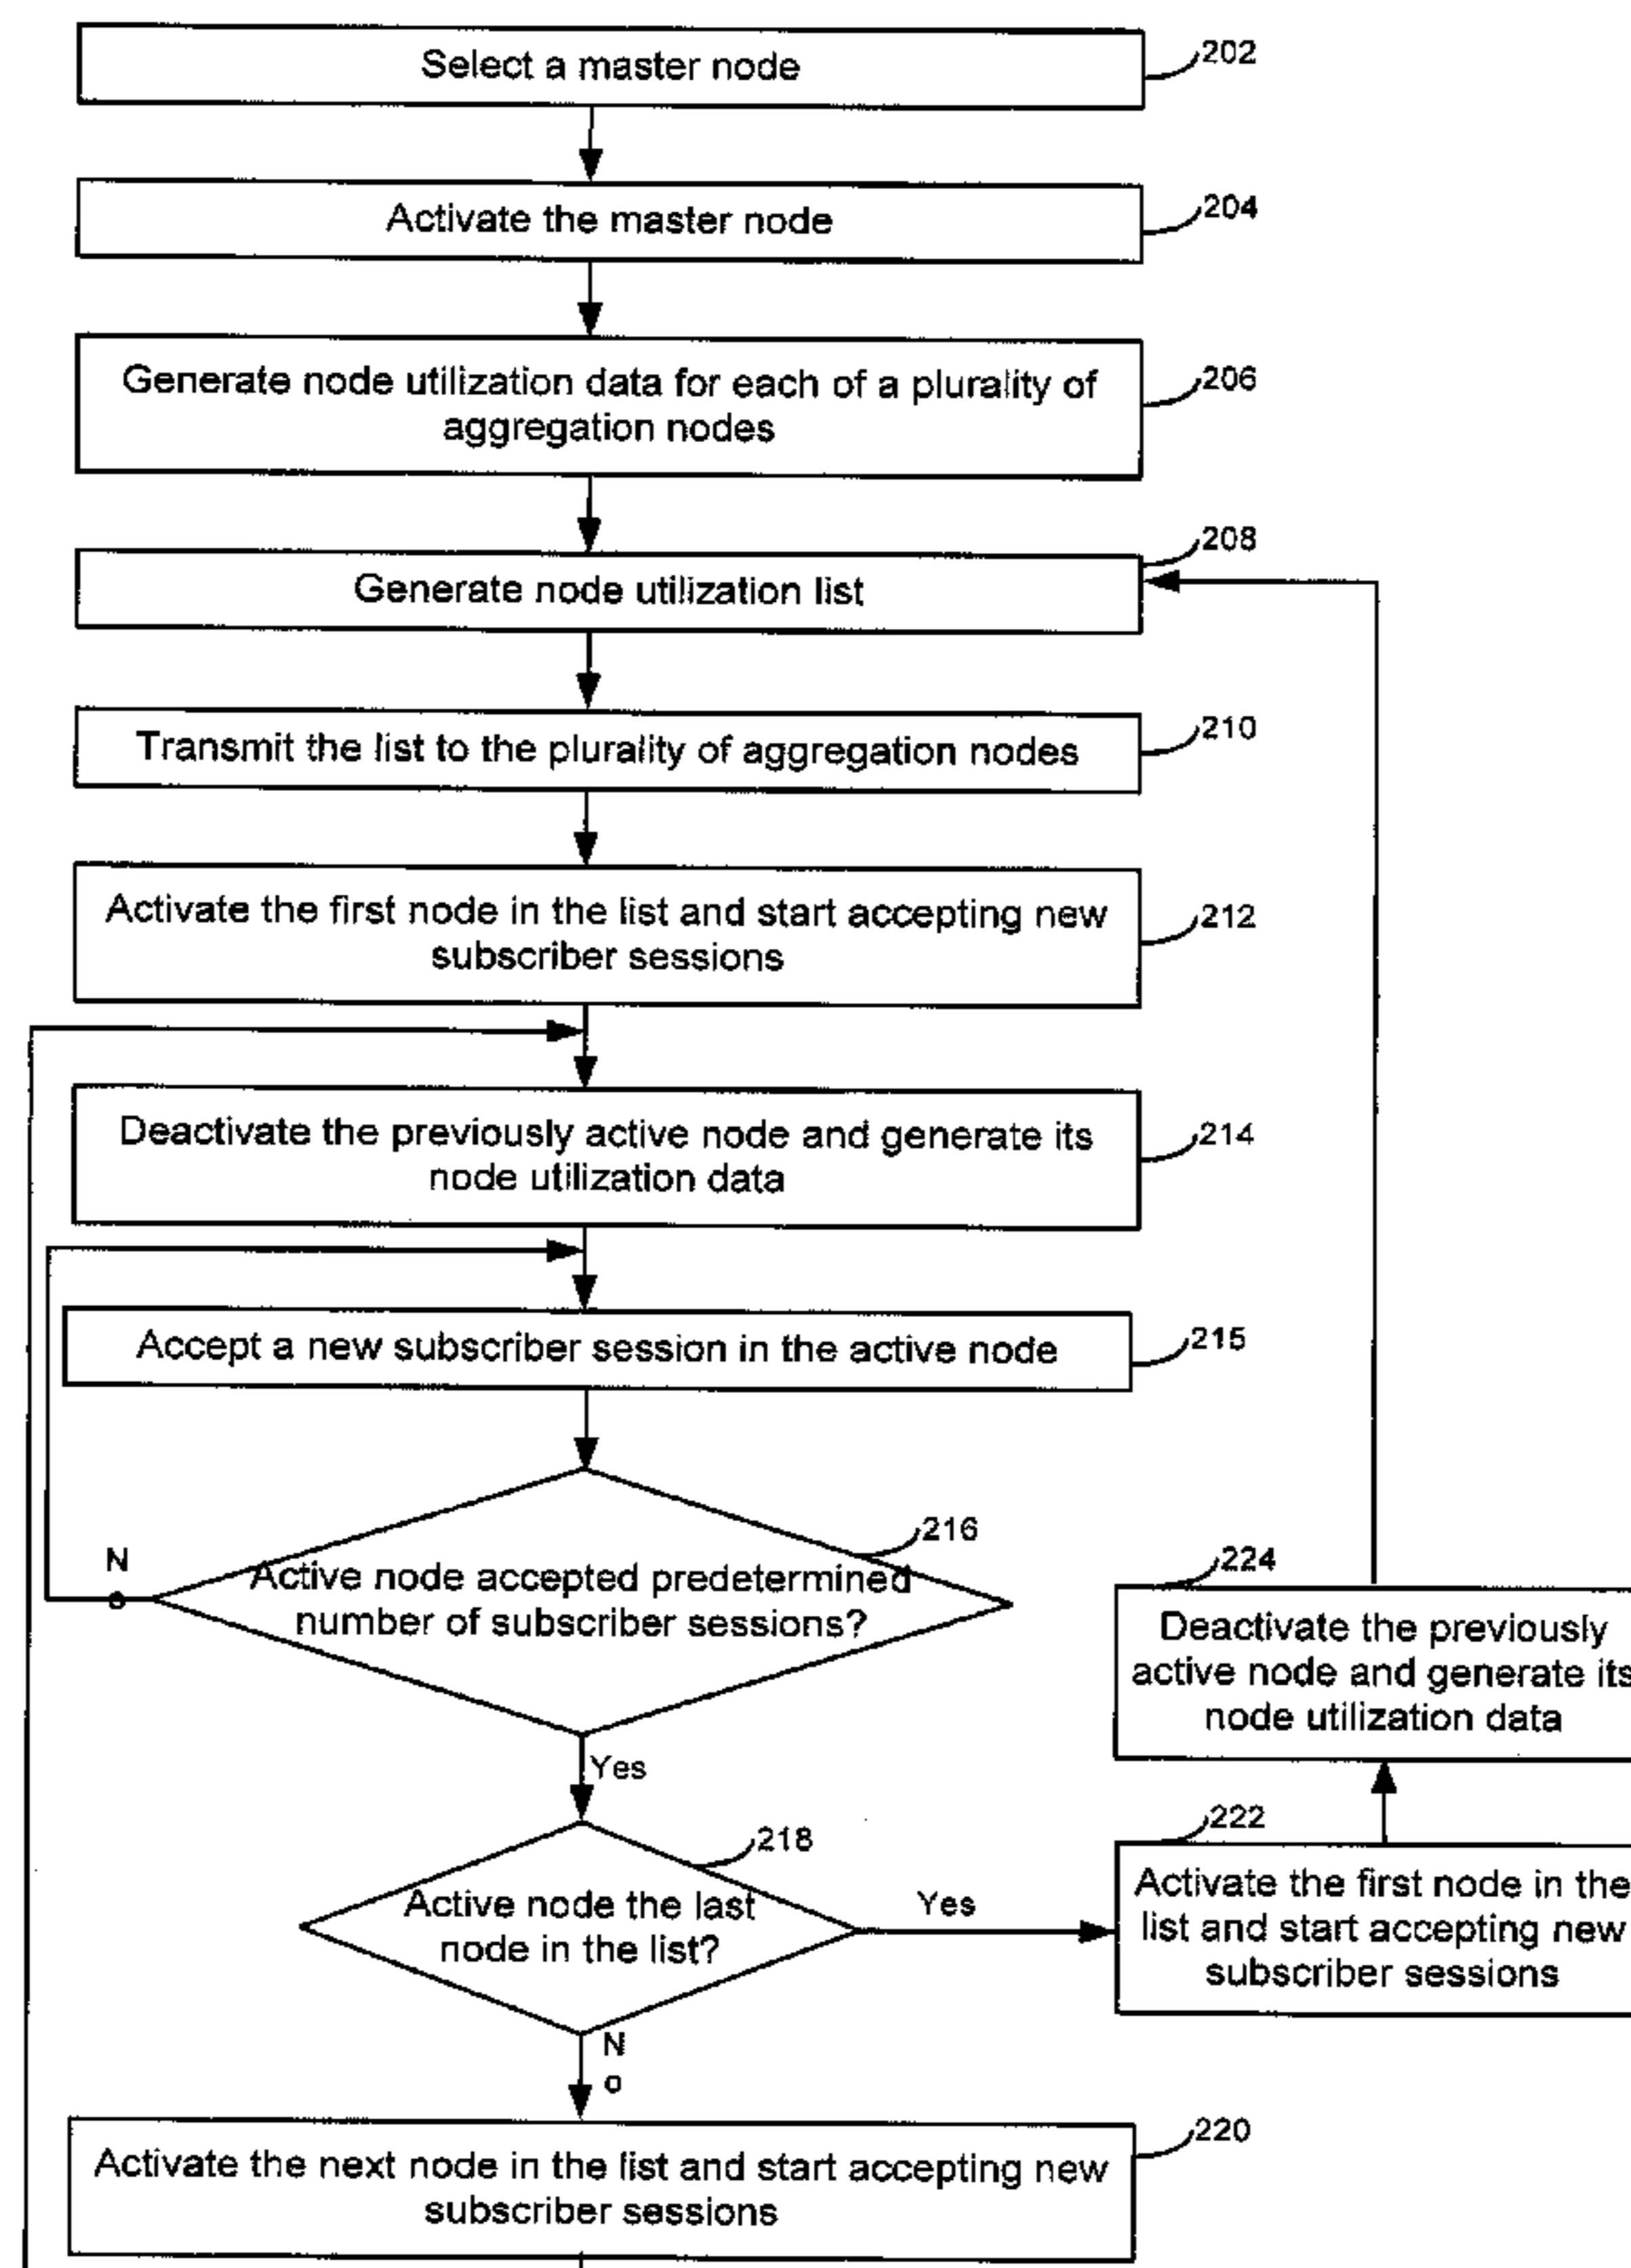 Select a master node
202
Activate the master node
204
Generate node utilization data for each of a plurality of
aggregation nodes
206
Generate node utilization list
208
Transmit the list to the plurality of aggregation nodes
210
Activate the first node in the list and start accepting new
subscriber sessions
212
Deactivate the previously active node and generate its
node utilization data
214
Accept a new subscriber session in the active node
215
Active node accepted predetermined
number of subscriber sessions?
216
N
o
Yes
Active node the last
node in the list?
218
Yes
N
o
Activate the next node in the list and start accepting new
subscriber sessions
220
Activate the first node in the
list and start accepting new
subscriber sessions
222
Deactivate the previously
active node and generate its
node utilization data
224